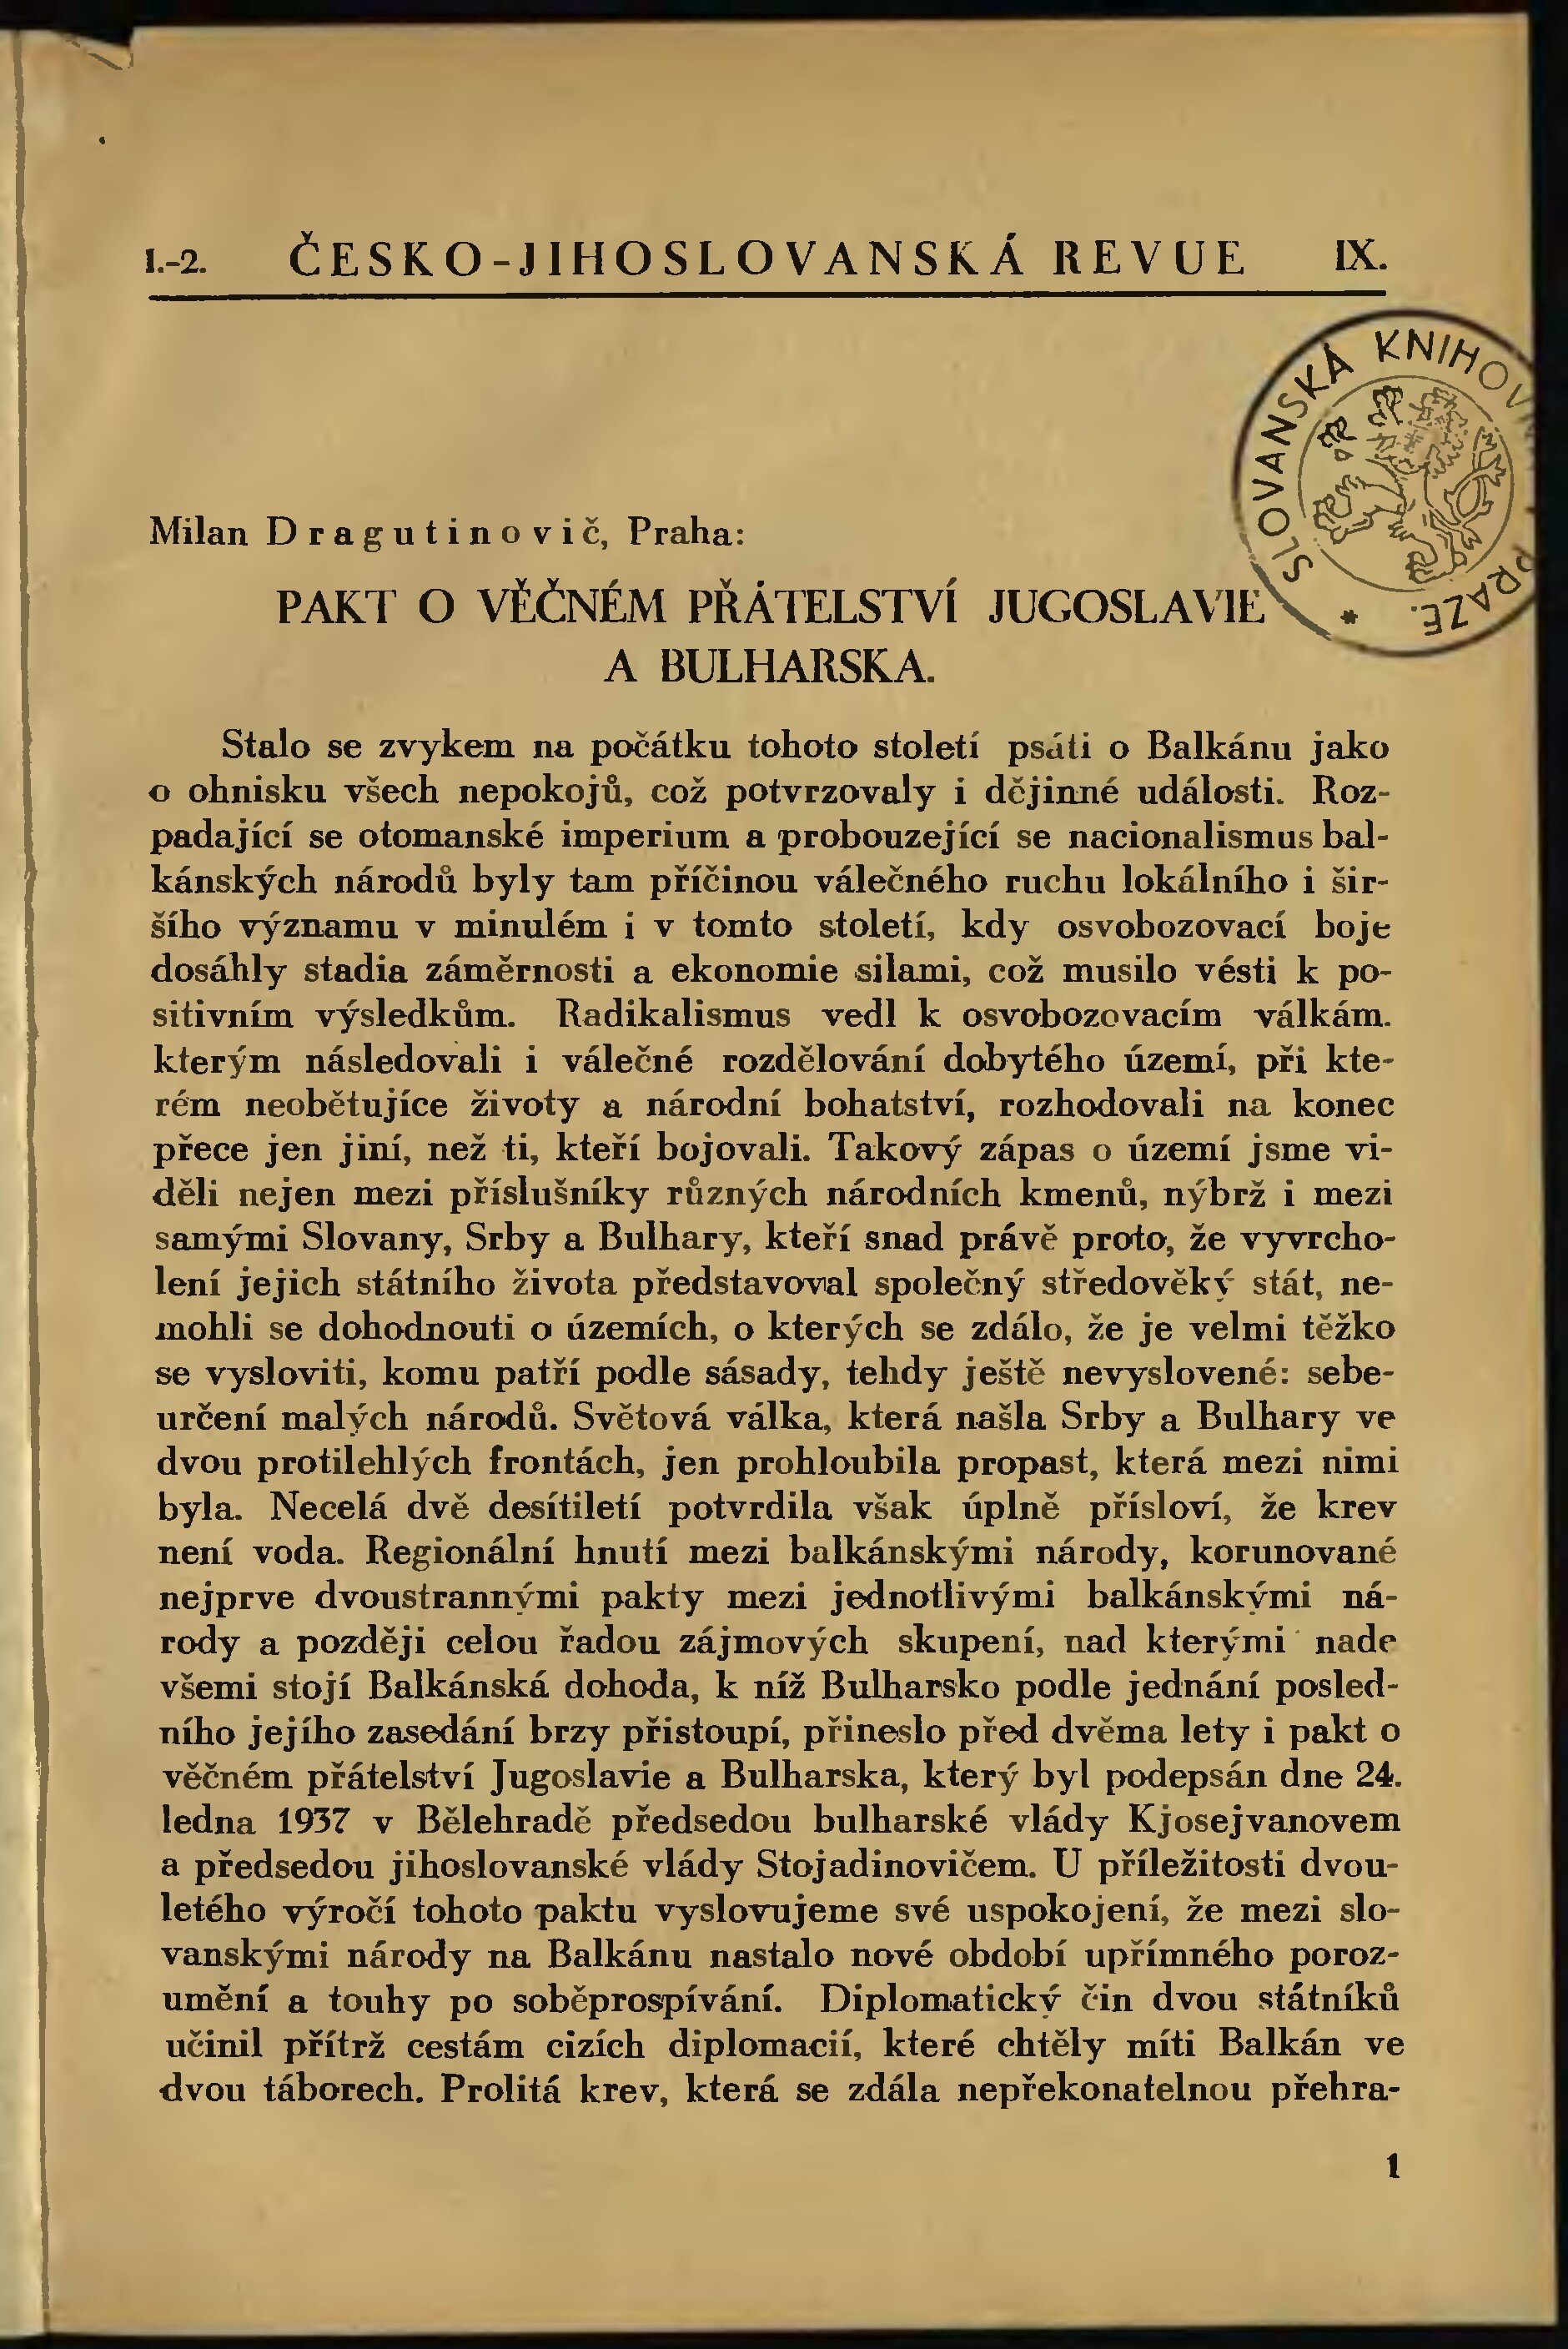 1.-2. ČESKO-JIHOSLOVANSKÁ REVUE IX.
SLOVANSKÁ KNIHOV PRAZE.
Milan Dragutinovič, Praha:
PAKT O VĚČNÉM PŘÁTELSTVÍ JUGOSLAVIE
A BULHARSKA.
Stalo se zvykem na počátku tohoto století psáti o Balkánu jako
o ohnisku všech nepokojů, což potvrzovaly i dějinné události. Roz-
padající se otomanské imperium a probouzející se nacionalismus bal-
kánských národů byly tam příčinou válečného ruchu lokálního i šir-
šího významu v minulém i v tomto století, kdy osvobozovací boje
dosáhly stadia záměrnosti a ekonomie silami, což musilo vésti k po-
sitivním výsledkům. Radikalismus vedl k osvobozovacím válkám.
kterým následovali i válečné rozdělování dobytého území, při kte-
rém neobětujíce životy a národní bohatství, rozhodovali na konec
přece jen jiní, než ti, kteří bojovali. Takový zápas o území jsme vi-
děli nejen mezi příslušníky různých národních kmenů, nýbrž i mezi
samými Slovany, Srby a Bulhary, kteří snad právě proto, že vyvrcho-
lení jejich státního života představoval společný středověký stát, ne-
mohli se dohodnouti o územích, o kterých se zdálo, že je velmi těžko
se vysloviti, komu patří podle sásady, tehdy ještě nevyslovené: sebe-
určení malých národů. Světová válka, která našla Srby a Bulhary ve
dvou protilehlých frontách, jen prohloubila propast, která mezi nimi
byla. Necelá dvě desítiletí potvrdila však úplně přísloví, že krev
není voda. Regionální hnutí mezi balkánskými národy, korunované
nejprve dvoustrannými pakty mezi jednotlivými balkánskými ná-
rody a později celou řadou zájmových skupení, nad kterými nade
všemi stojí Balkánská dohoda, k níž Bulharsko podle jednání posled-
ního jejího zasedání brzy přistoupí, přineslo před dvěma lety i pakt o
věčném přátelství Jugoslavie a Bulharska, který byl podepsán dne 24.
ledna 1937 v Bělehradě předsedou bulharské vlády Kjosejvanovem
a předsedou jihoslovanské vlády Stojadinovičem. U příležitosti dvou-
letého výročí tohoto paktu vyslovujeme své uspokojení, že mezi slo-
vanskými národy na Balkánu nastalo nové období upřímného poroz-
umění a touhy po soběprospívání. Diplomatický čin dvou státníků
učinil přítrž cestám cizích diplomacií, které chtěly míti Balkán ve
dvou táborech. Prolitá krev, která se zdála nepřekonatelnou přehra-
1